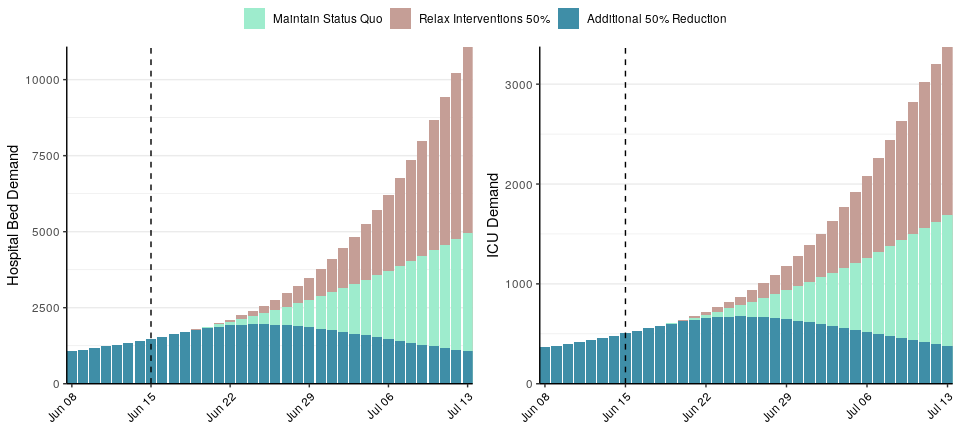 Maintain Status Quo Relax Interventions 50% Additional 50% Reduction
Hospital Bed Demand
10000
7500
5000
2500
0
Jun 08 Jun 15 Jun 22 Jun 29 Jul 06 Jul 13
ICU Demand
3000
2000
1000
0
Jun 08 Jun 15 Jun 22 Jun 29 Jul 06 Jul 13